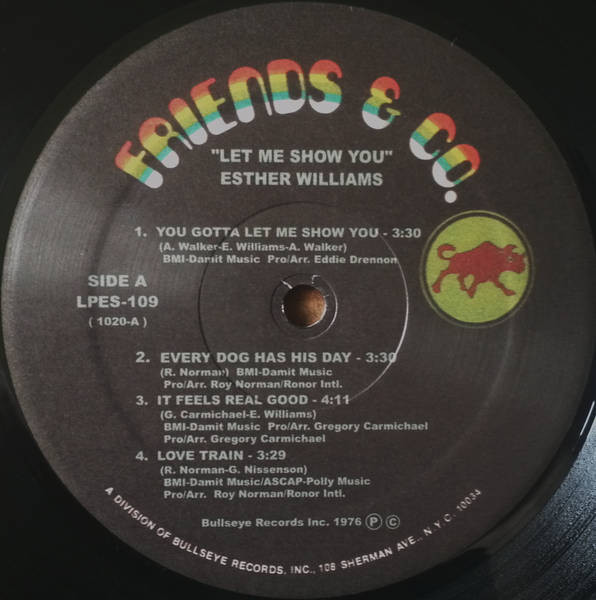 FRIENDS & CO.
"LET ME SHOW YOU"
ESTHER WILLIAMS
1. YOU GOTTA LET ME SHOW YOU - 3:30
(A. Walker-E. Williams-A. Walker)
BMI-Damit Music Pro/Arr. Eddie Drennon
SIDE A
LPES-109
( 1020-A )
2. EVERY DOG HAS HIS DAY - 3:30
(R. Norman) BMI-Damit Music
Pro/Arr. Roy Norman/Ronor Intl.
3. IT FEELS REAL GOOD - 4:11
(G. Carmichael-E. Williams)
BMI-Damit Music Pro/Arr. Gregory Carmichael
Pro/Arr. Gregory Carmichael
4. LOVE TRAIN - 3:29
(R. Norman-G. Nissenson)
BMI-Damit Music/ASCAP-Polly Music
Pro/Arr. Roy Norman/Ronor Intl.
Bullseye Records Inc. 1976 Ⓟ Ⓒ
A DIVISION OF BULLSEYE RECORDS, INC., 108 SHERMAN AVE., N.Y.C. 10034